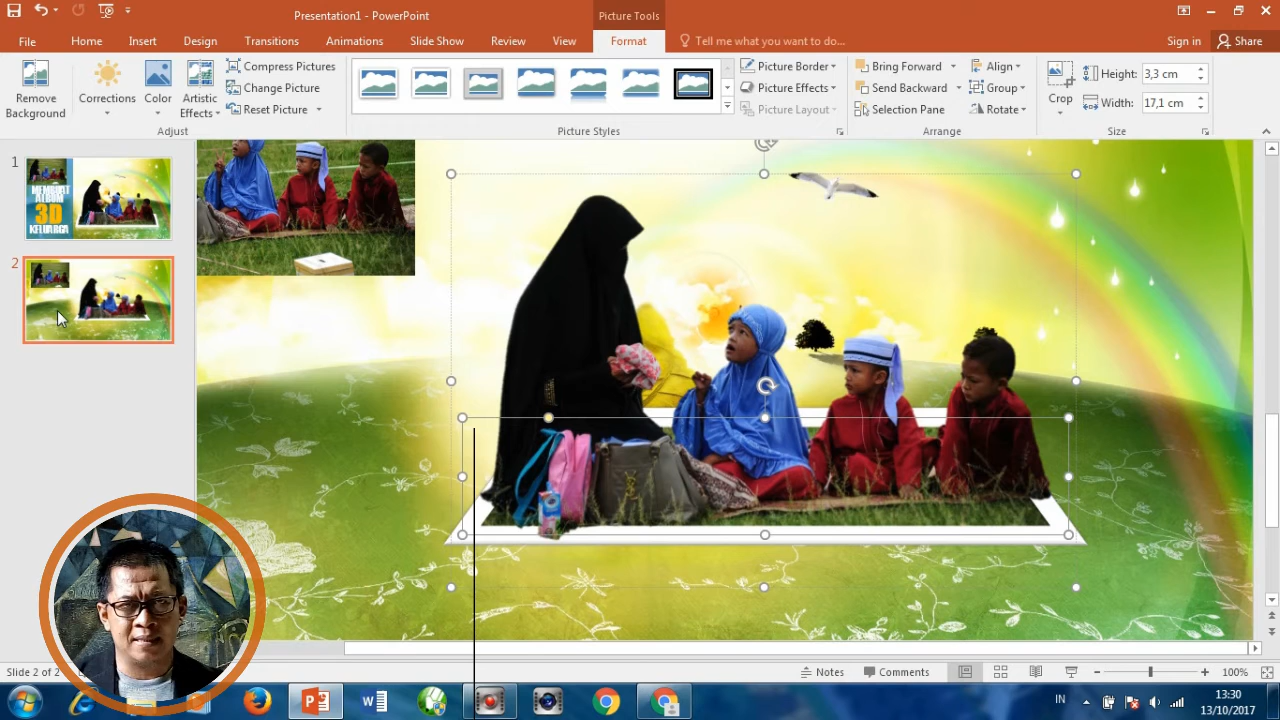 Presentation1 - PowerPoint
Picture Tools
File
Home
Insert
Design
Transitions
Animations
Slide Show
Review
View
Format
Tell me what you want to do...
Sign in
Share
Remove Background
Corrections
Color
Artistic Effects
Compress Pictures
Change Picture
Reset Picture
Adjust
Picture Styles
Picture Border
Picture Effects
Picture Layout
Bring Forward
Send Backward
Selection Pane
Align
Group
Rotate
Arrange
Crop
Height: 3,3 cm
Width: 17,1 cm
Size
1
MEMBUAT
ALBUM
3D
KELUARGA
2
Slide 2 of 2
Notes
Comments
100%
IN
13:30
13/10/2017